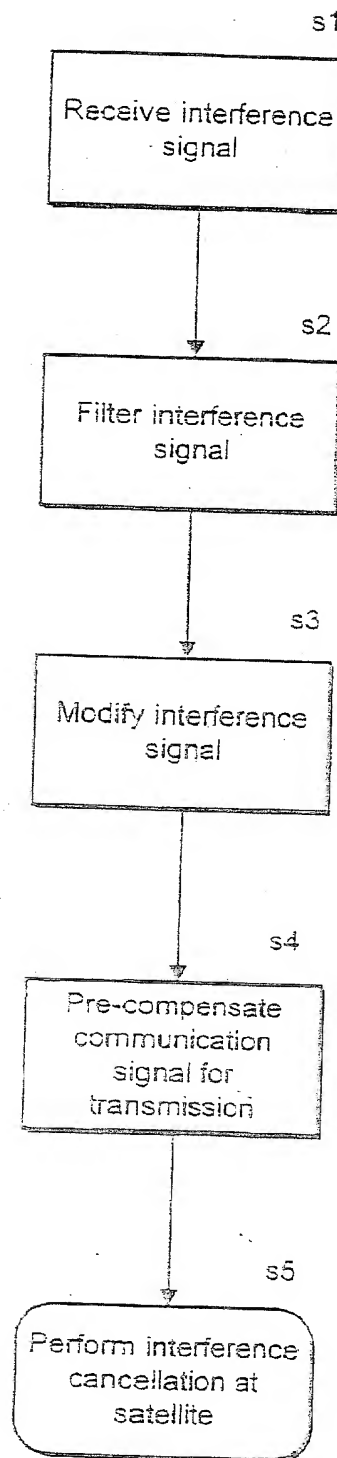 s1
Receive interference
signal
s2
Filter interference
signal
s3
Modify interference
signal
s4
Pre-compensate
communication
signal for
transmission
s5
Perform interference
cancellation at
satellite